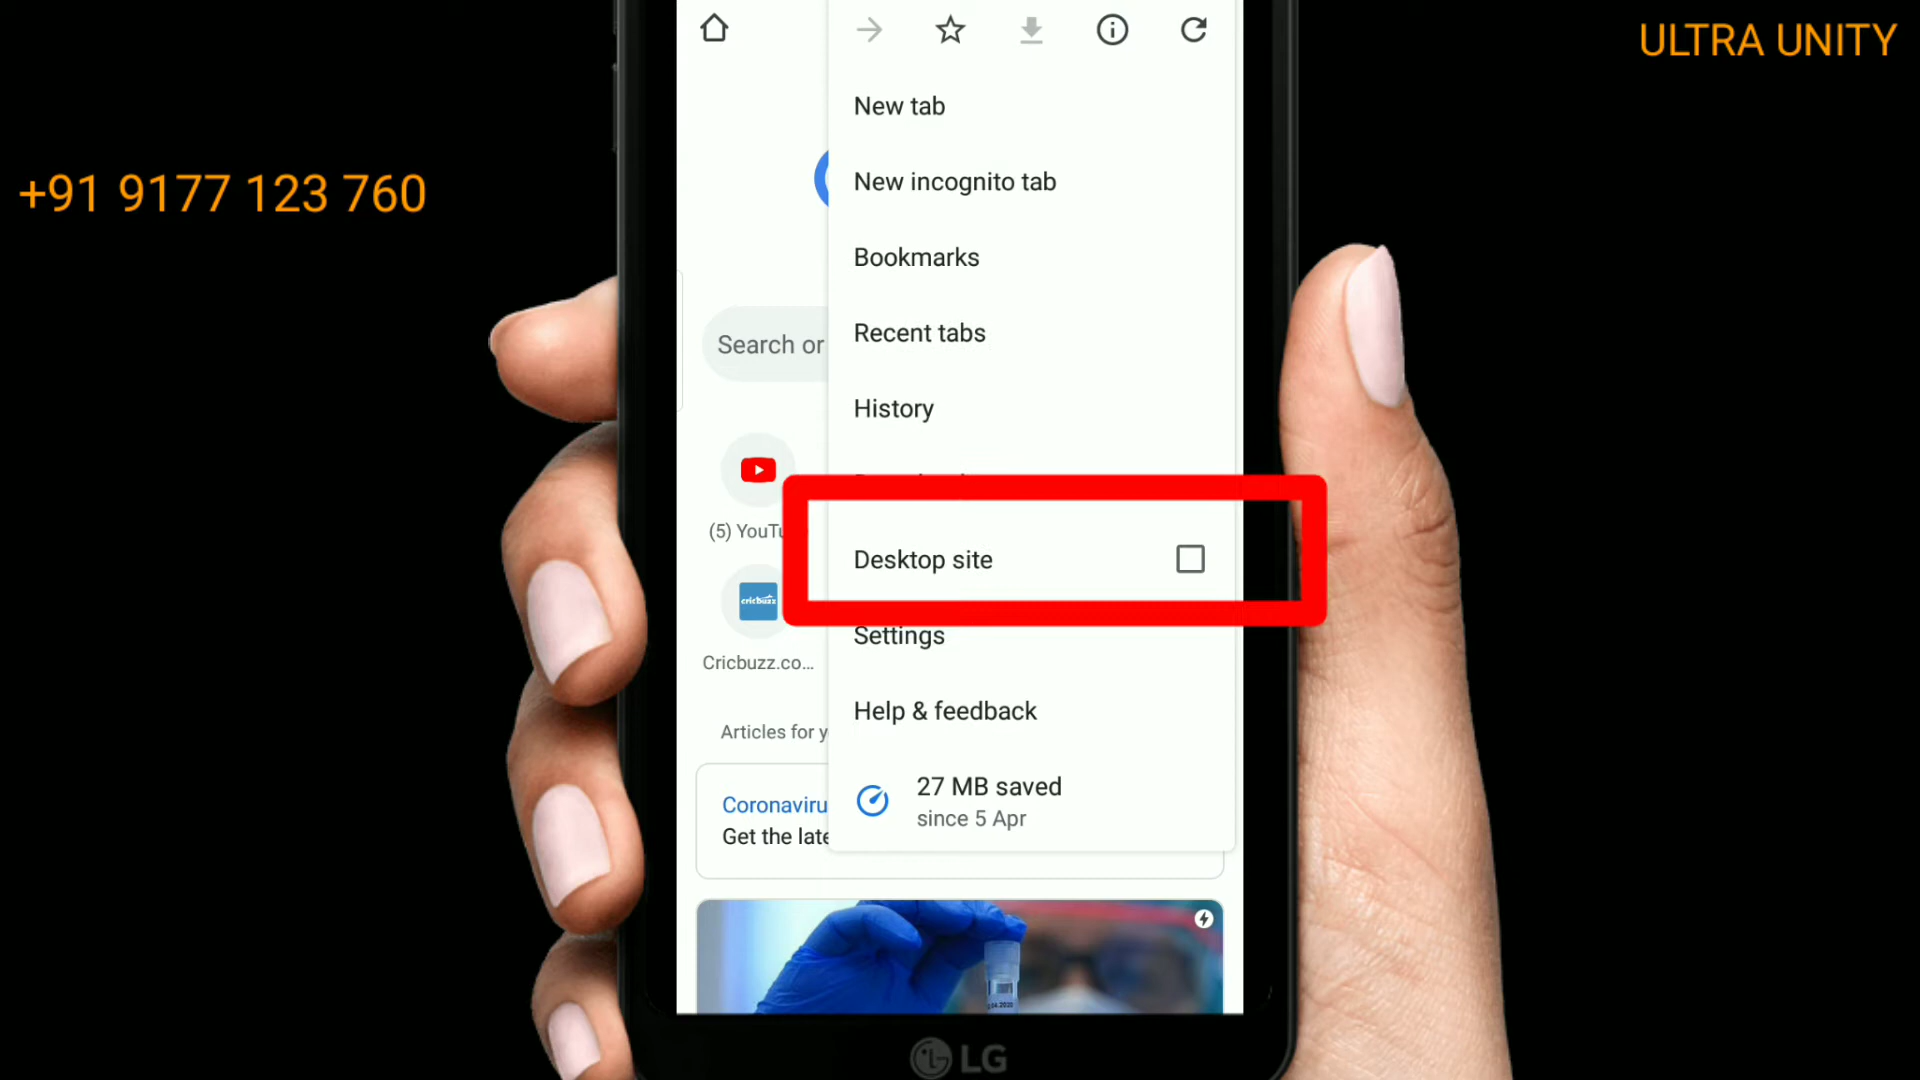 ULTRA UNITY
+91 9177 123 760
New tab
New incognito tab
Bookmarks
Recent tabs
Search or
History
(5) YouTu
Desktop site
cricbuzz
Settings
Cricbuzz.co...
Help & feedback
Articles for y
27 MB saved
since 5 Apr
Coronaviru
Get the late
LG